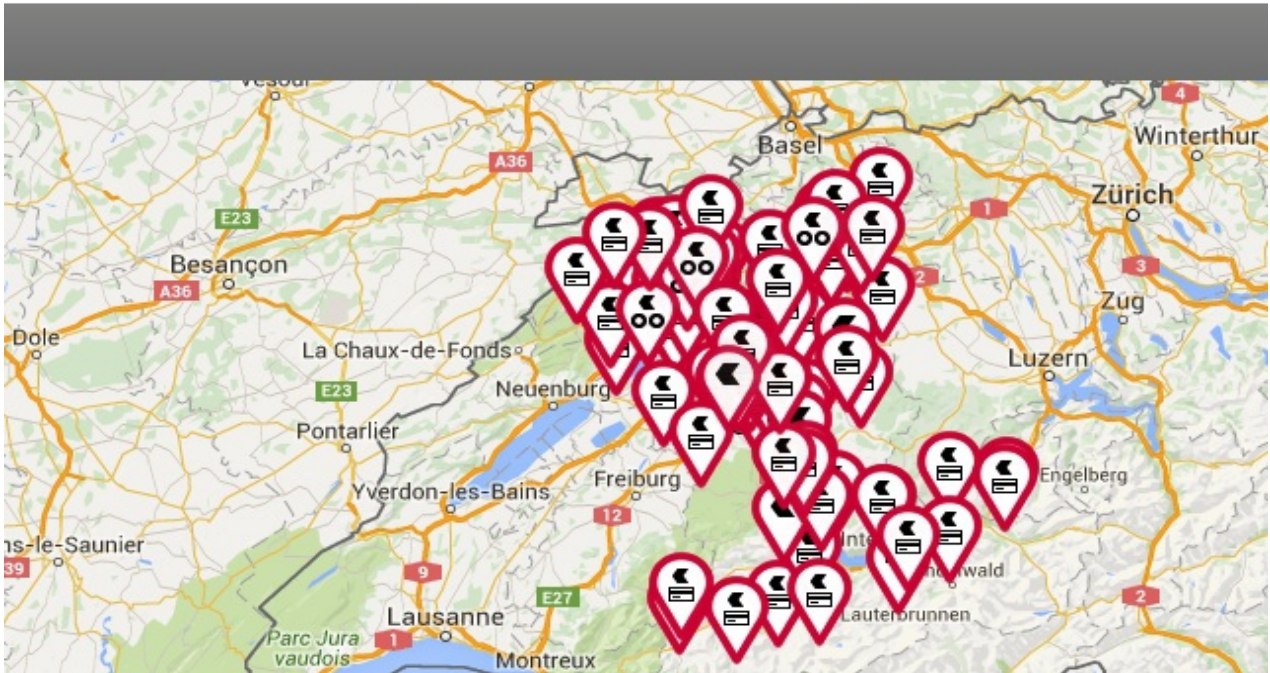 Vesoul
4
Winterthur
Basel
A36
Zürich
1
E23
Besançon
3
2
A36
Zug
Dole
La Chaux-de-Fonds
Luzern
Neuenburg
E23
Pontarlier
Freiburg
Engelberg
Yverdon-les-Bains
12
Inte
ns-le-Saunier
39
9
wald
E27
2
Lausanne
Lauterbrunnen
Parc Jura
vaudois
1
Montreux